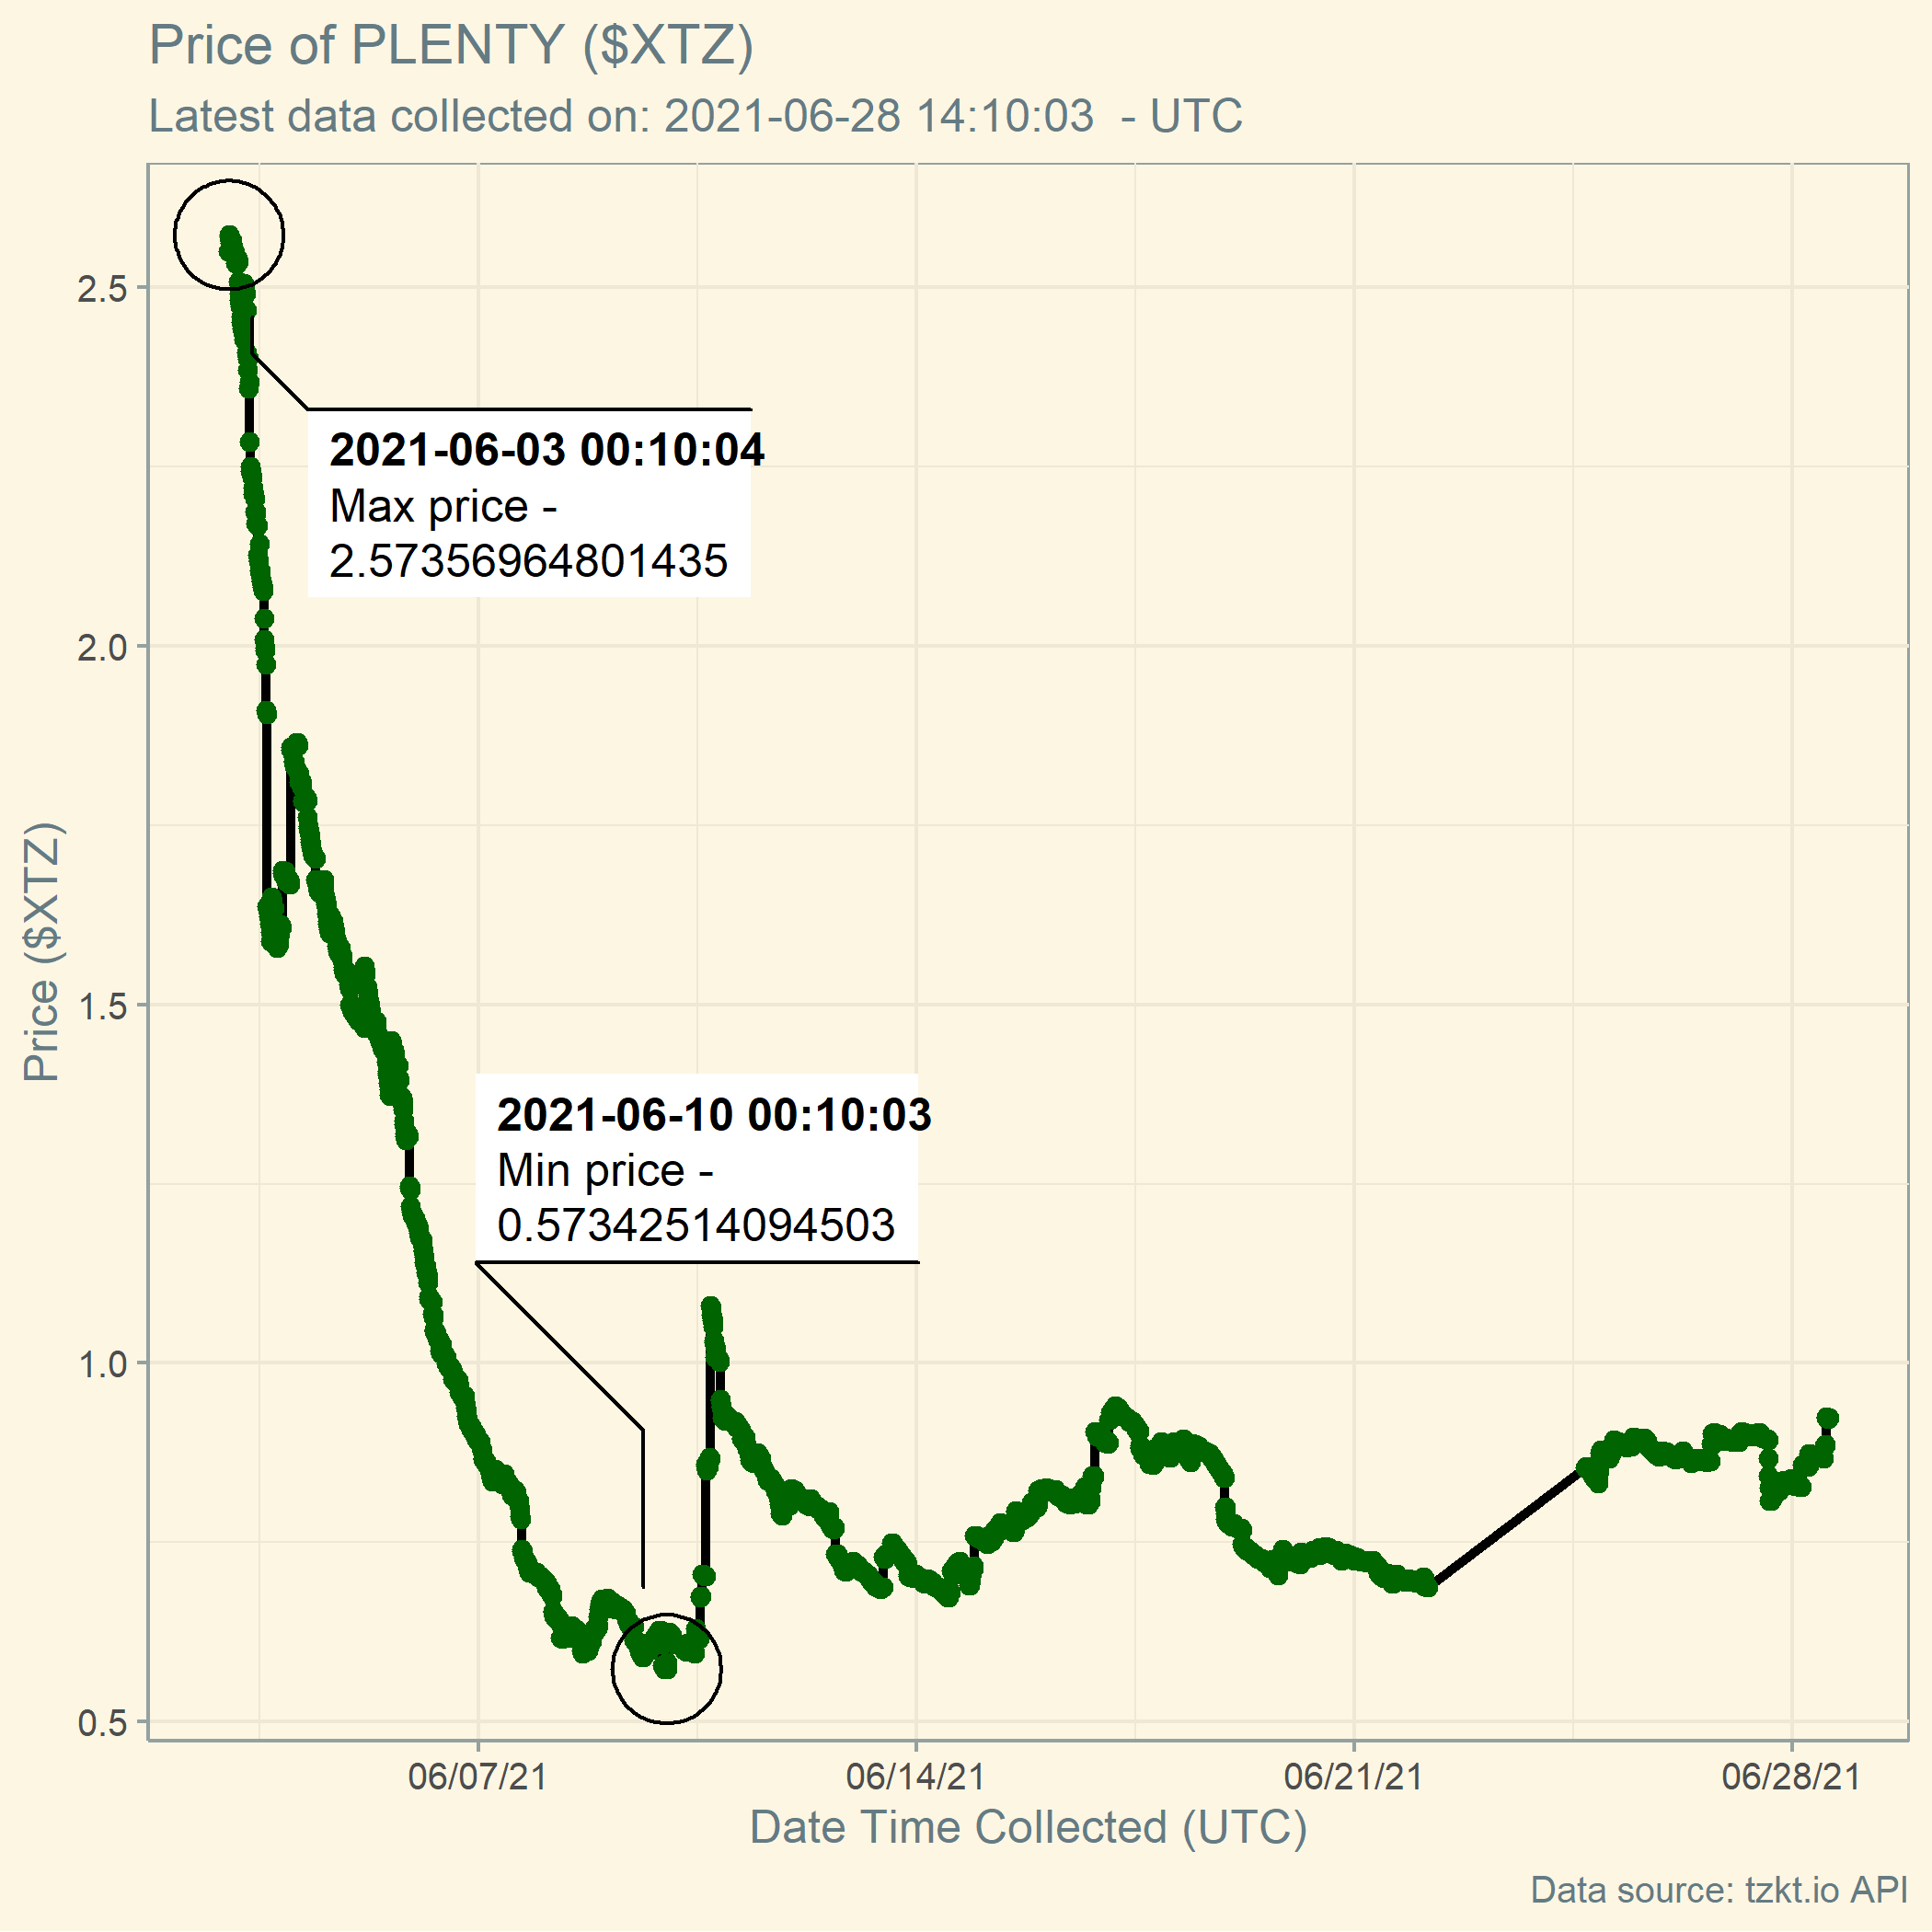 Price of PLENTY ($XTZ)
Latest data collected on: 2021-06-28 14:10:03  - UTC
2.5
2.0
1.5
1.0
0.5
Price ($XTZ)
2021-06-03 00:10:04
Max price -
2.57356964801435
2021-06-10 00:10:03
Min price -
0.57342514094503
06/07/21
06/14/21
06/21/21
06/28/21
Date Time Collected (UTC)
Data source: tzkt.io API